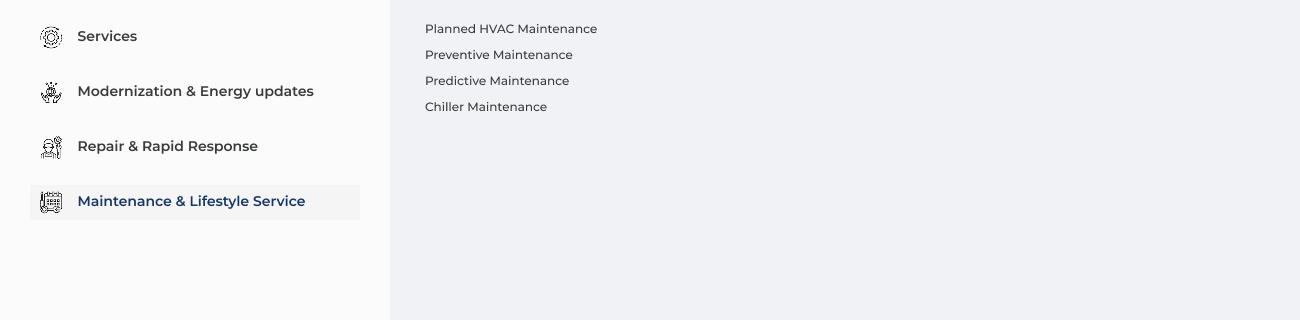 Services
Modernization & Energy updates
Repair & Rapid Response
Maintenance & Lifestyle Service
Planned HVAC Maintenance
Preventive Maintenance
Predictive Maintenance
Chiller Maintenance